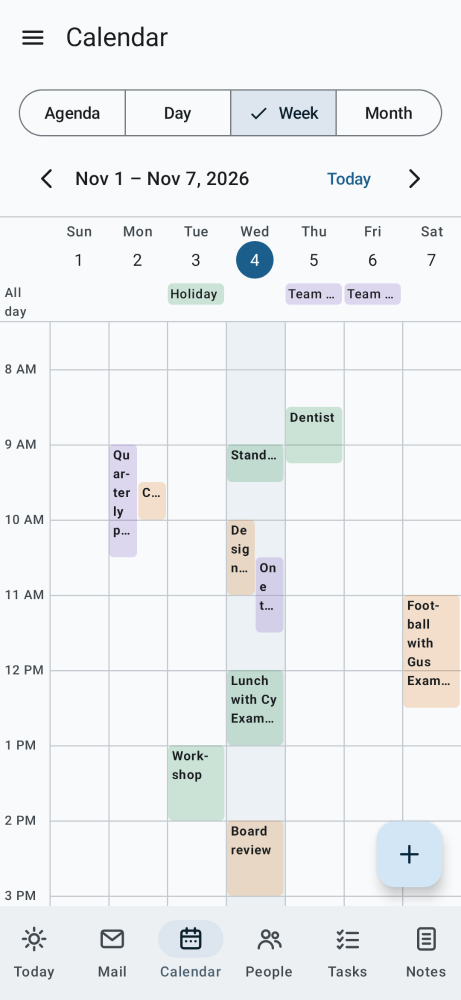 Calendar
Agenda
Day
Week
Month
Nov 1 – Nov 7, 2026
Today
Sun
Mon
Tue
Wed
Thu
Fri
Sat
1
2
3
4
5
6
7
All
day
Holiday
Team ...
Team ...
8 AM
Dentist
9 AM
Qu
ar-
ter
ly
p...
C...
Stand...
10 AM
De
sig
n...
On
e
t...
11 AM
Foot-
ball
with
Gus
Exam...
12 PM
Lunch
with Cy
Exam...
1 PM
Work-
shop
2 PM
Board
review
3 PM
Today
Mail
Calendar
People
Tasks
Notes